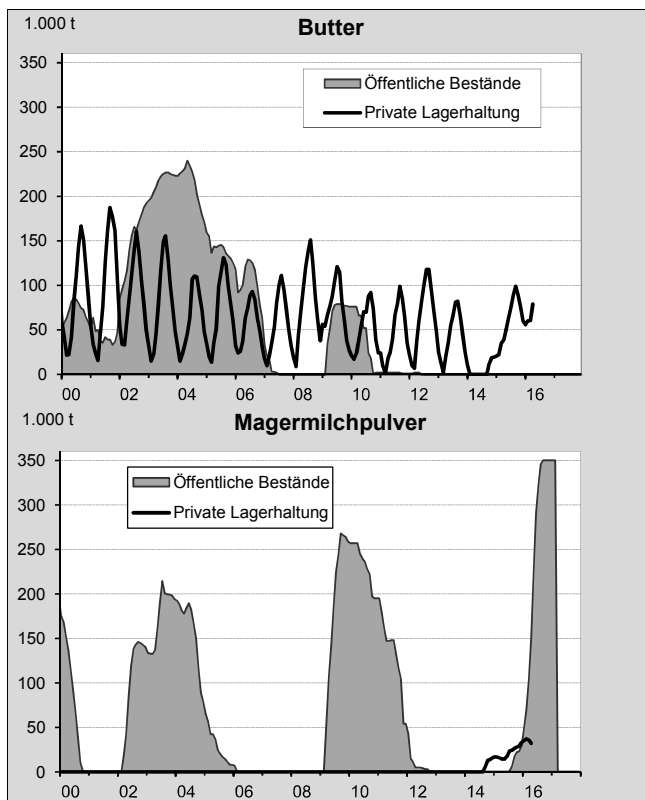 1.000 t
Butter
350
300
250
200
150
100
50
0
Öffentliche Bestände
Private Lagerhaltung
00 02 04 06 08 10 12 14 16
1.000 t
Magermilchpulver
350
300
250
200
150
100
50
0
Öffentliche Bestände
Private Lagerhaltung
00 02 04 06 08 10 12 14 16